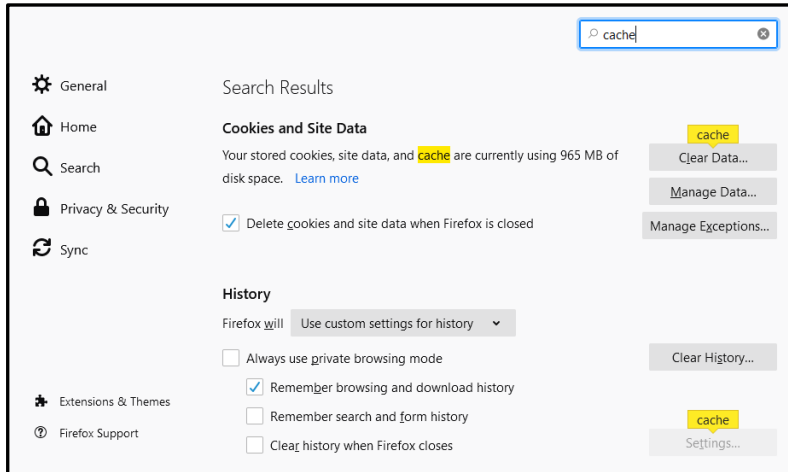 cache
General
Home
Search
Privacy & Security
Sync
Extensions & Themes
Firefox Support
Search Results
Cookies and Site Data
Your stored cookies, site data, and cache are currently using 965 MB of
disk space. Learn more
cache
Clear Data...
Manage Data...
Delete cookies and site data when Firefox is closed
Manage Exceptions...
History
Firefox will Use custom settings for history
Always use private browsing mode
Clear History...
Remember browsing and download history
Remember search and form history
cache
Clear history when Firefox closes
Settings...